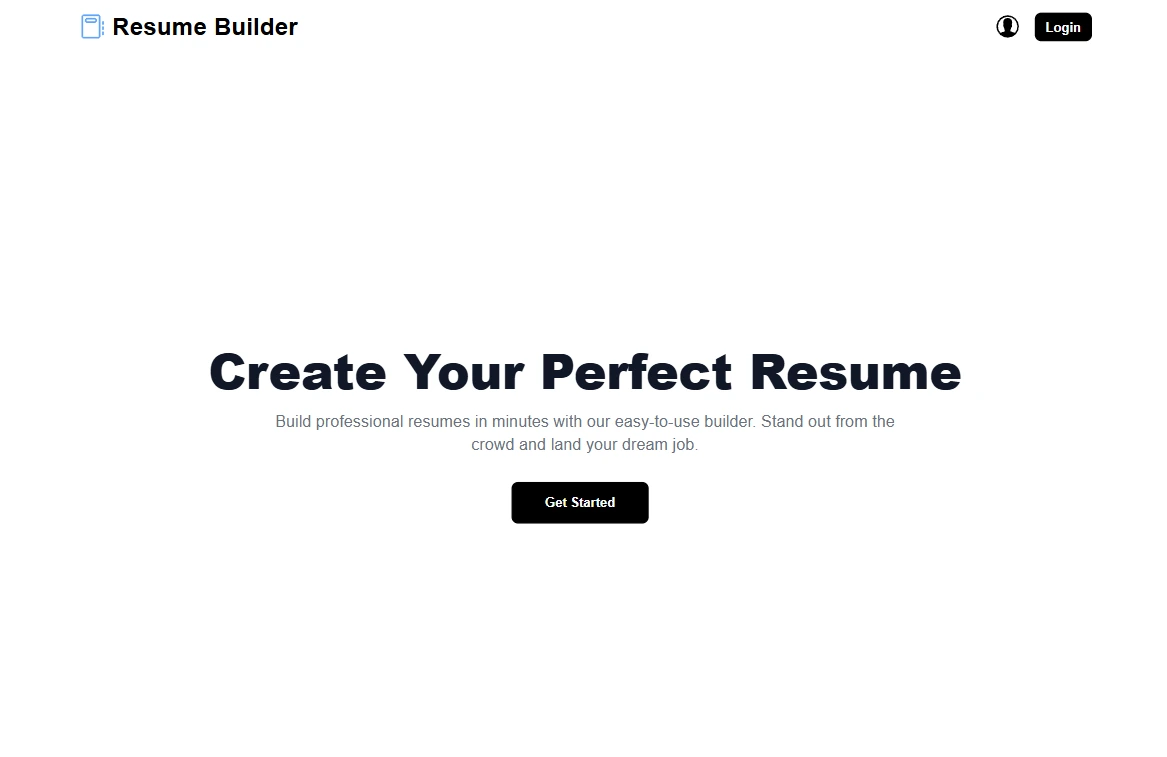 Resume Builder
Login
Create Your Perfect Resume
Build professional resumes in minutes with our easy-to-use builder. Stand out from the
crowd and land your dream job.
Get Started